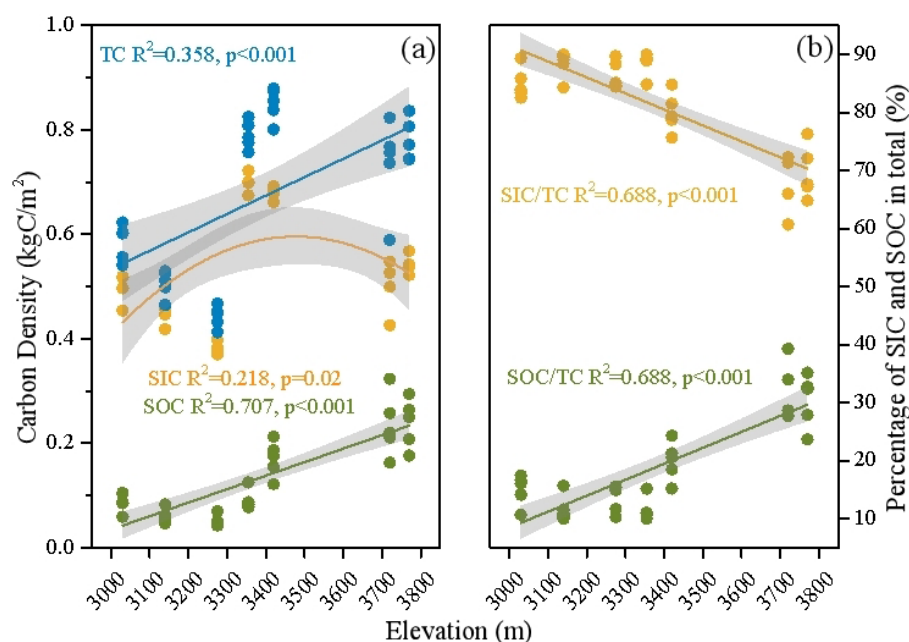 (a)
TC R²=0.358, p<0.001
SIC R²=0.218, p=0.02
SOC R²=0.707, p<0.001
Carbon Density (kgC/m²)
1.0
0.8
0.6
0.4
0.2
0.0
3000 3100 3200 3300 3400 3500 3600 3700 3800
(b)
SIC/TC R²=0.688, p<0.001
SOC/TC R²=0.688, p<0.001
90
80
70
60
50
40
30
20
10
Percentage of SIC and SOC in total (%)
3000 3100 3200 3300 3400 3500 3600 3700 3800
Elevation (m)